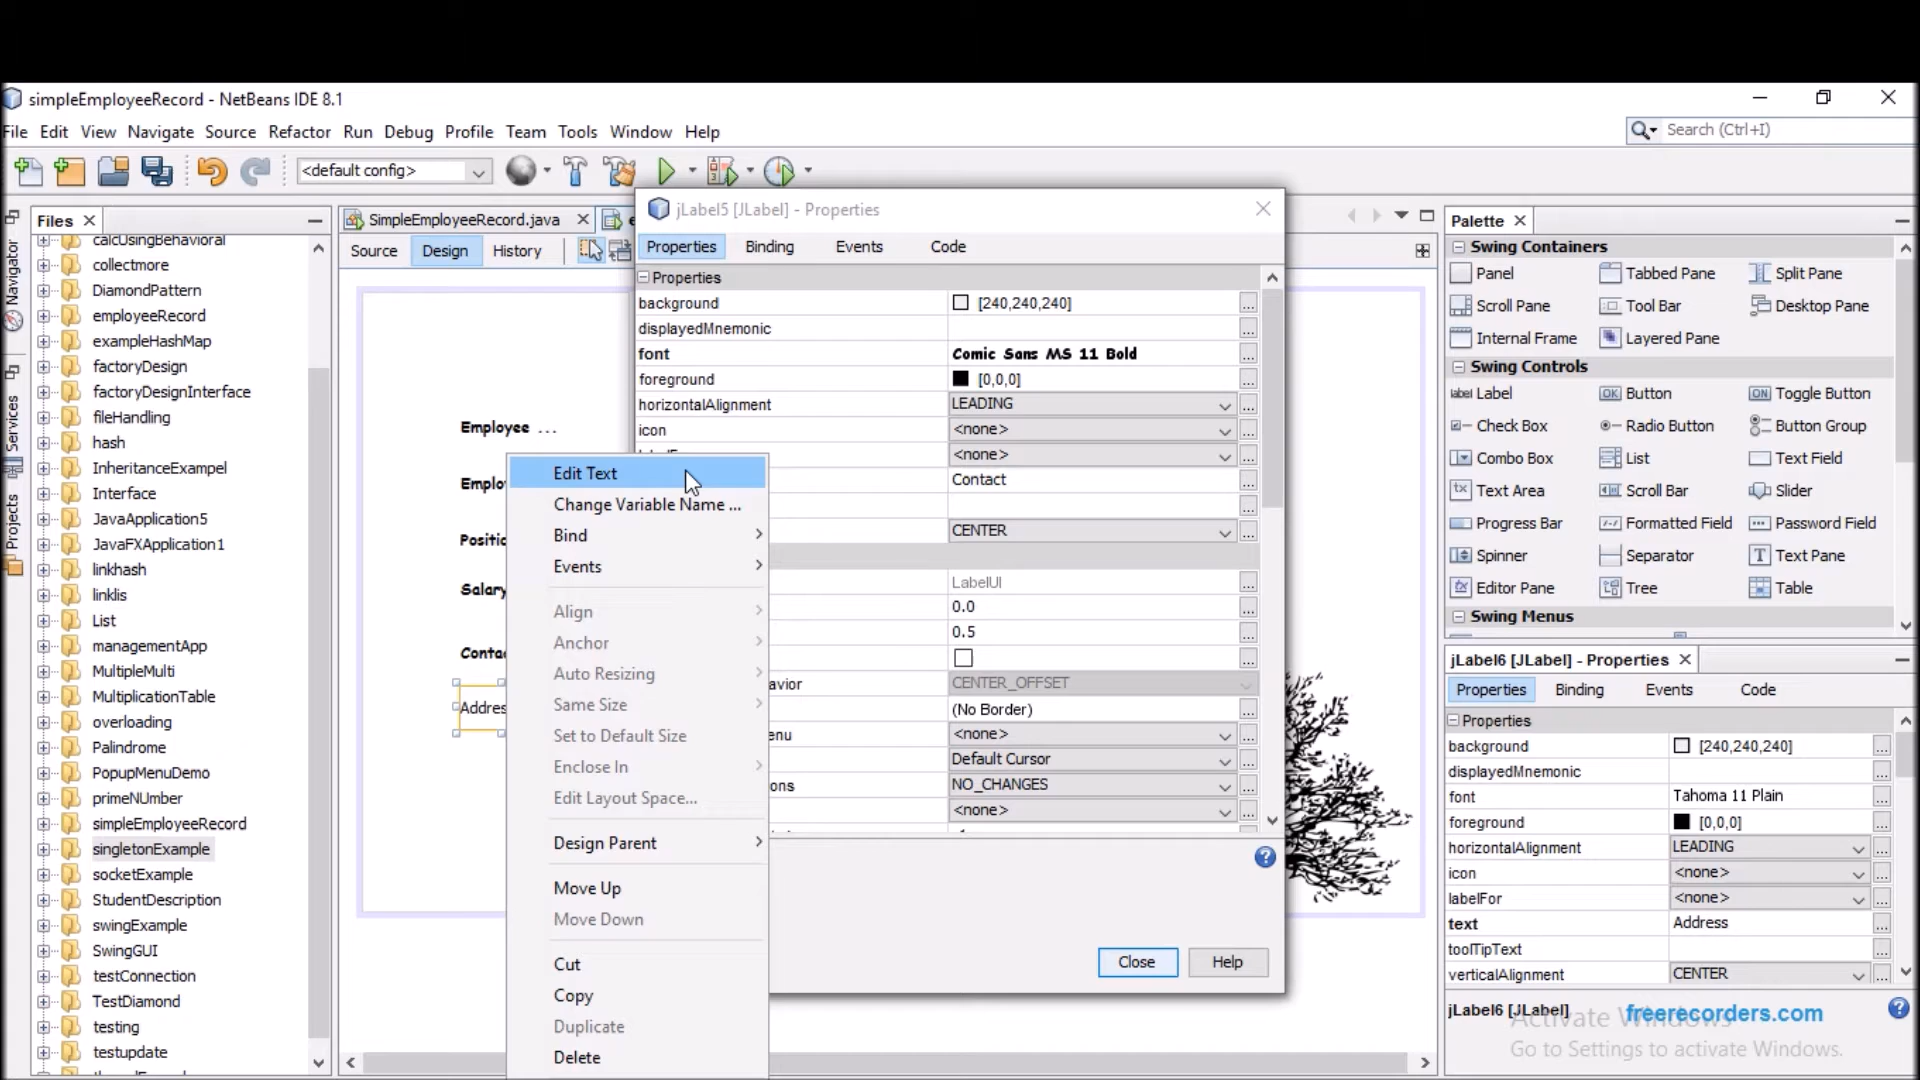 simpleEmployeeRecord - NetBeans IDE 8.1
File Edit View Navigate Source Refactor Run Debug Profile Team Tools Window Help
Search (Ctrl+I)
<default config>
Files
calcUsingBehavioral
collectmore
DiamondPattern
employeeRecord
exampleHashMap
factoryDesign
factoryDesignInterface
fileHandling
hash
InheritanceExampel
Interface
JavaApplication5
JavaFXApplication1
linkhash
linklis
List
managementApp
MultipleMulti
MultiplicationTable
overloading
Palindrome
PopupMenuDemo
primeNUmber
simpleEmployeeRecord
singletonExample
socketExample
StudentDescription
swingExample
SwingGUI
testConnection
TestDiamond
testing
testupdate
Navigator
Services
Projects
SimpleEmployeeRecord.java
Source Design History
Employee ...
Emplo
Positic
Salary
Conta
Addres
Edit Text
Change Variable Name ...
Bind
Events
Align
Anchor
Auto Resizing
Same Size
Set to Default Size
Enclose In
Edit Layout Space...
Design Parent
Move Up
Move Down
Cut
Copy
Duplicate
Delete
jLabel5 [JLabel] - Properties
Properties Binding Events Code
Properties
background [240,240,240] ...
displayedMnemonic ...
font Comic Sans MS 11 Bold ...
foreground [0,0,0] ...
horizontalAlignment LEADING ...
icon <none> ...
<none> ...
Contact ...
...
CENTER ...
LabelUI ...
0.0 ...
0.5 ...
...
avior CENTER_OFFSET
(No Border) ...
enu <none> ...
Default Cursor ...
ons NO_CHANGES ...
<none> ...
Close Help
Palette
Swing Containers
Panel Tabbed Pane Split Pane
Scroll Pane Tool Bar Desktop Pane
Internal Frame Layered Pane
Swing Controls
label Label OK Button ON Toggle Button
Check Box Radio Button Button Group
Combo Box List Text Field
Text Area Scroll Bar Slider
Progress Bar Formatted Field Password Field
Spinner Separator Text Pane
Editor Pane Tree Table
Swing Menus
jLabel6 [JLabel] - Properties
Properties Binding Events Code
Properties
background [240,240,240] ...
displayedMnemonic ...
font Tahoma 11 Plain ...
foreground [0,0,0] ...
horizontalAlignment LEADING ...
icon <none> ...
labelFor <none> ...
text Address ...
toolTipText ...
verticalAlignment CENTER ...
jLabel6 [JLabel]
freerecorders.com
Activate Windows
Go to Settings to activate Windows.